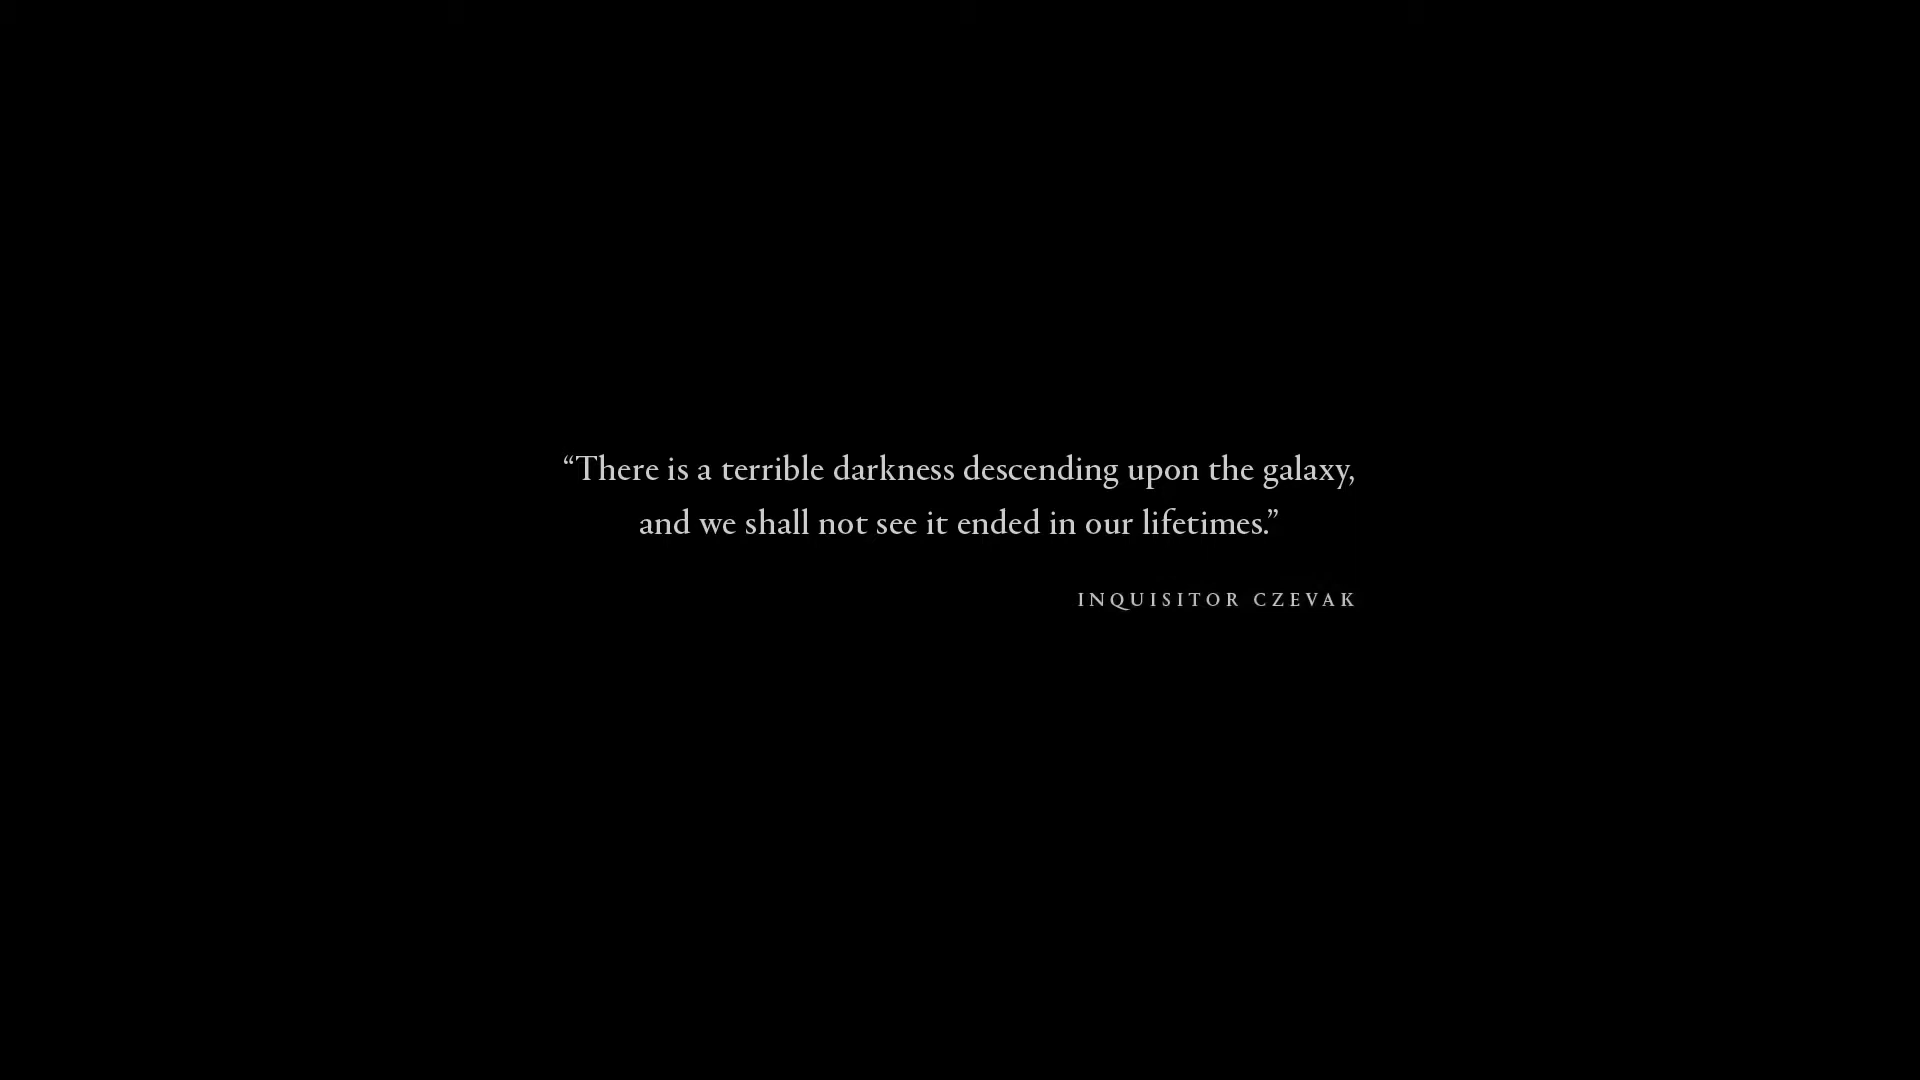 “There is a terrible darkness descending upon the galaxy,
and we shall not see it ended in our lifetimes.”
INQUISITOR CZEVAK